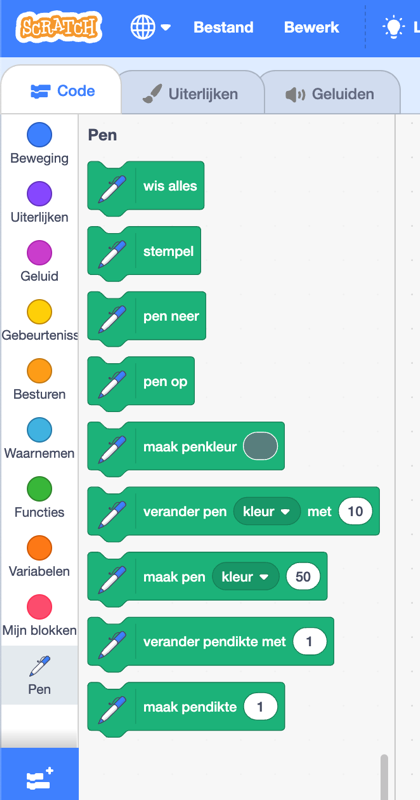 SCRATCH Bestand Bewerk
Code Uiterlijken Geluiden
Beweging
Uiterlijken
Geluid
Gebeurteniss
Besturen
Waarnemen
Functies
Variabelen
Mijn blokken
Pen
Pen
wis alles
stempel
pen neer
pen op
maak penkleur
verander pen kleur met 10
maak pen kleur 50
verander pendikte met 1
maak pendikte 1